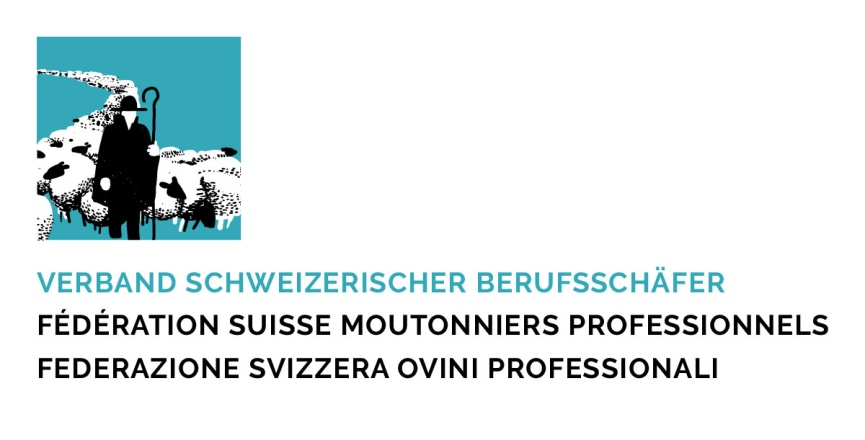 VERBAND SCHWEIZERISCHER BERUFSSCHÄFER
FÉDÉRATION SUISSE MOUTONNIERS PROFESSIONNELS
FEDERAZIONE SVIZZERA OVINI PROFESSIONALI